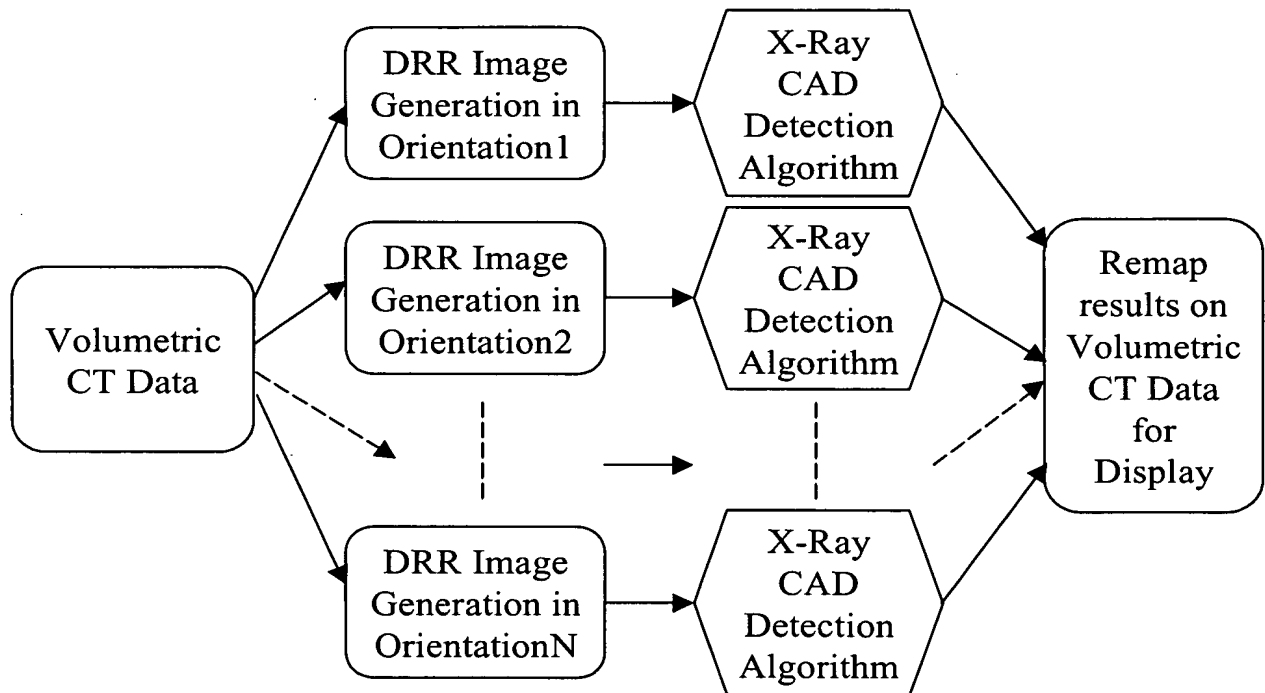 Volumetric
CT Data
DRR Image
Generation in
Orientation1
X-Ray
CAD
Detection
Algorithm
DRR Image
Generation in
Orientation2
X-Ray
CAD
Detection
Algorithm
DRR Image
Generation in
OrientationN
X-Ray
CAD
Detection
Algorithm
Remap
results on
Volumetric
CT Data
for
Display